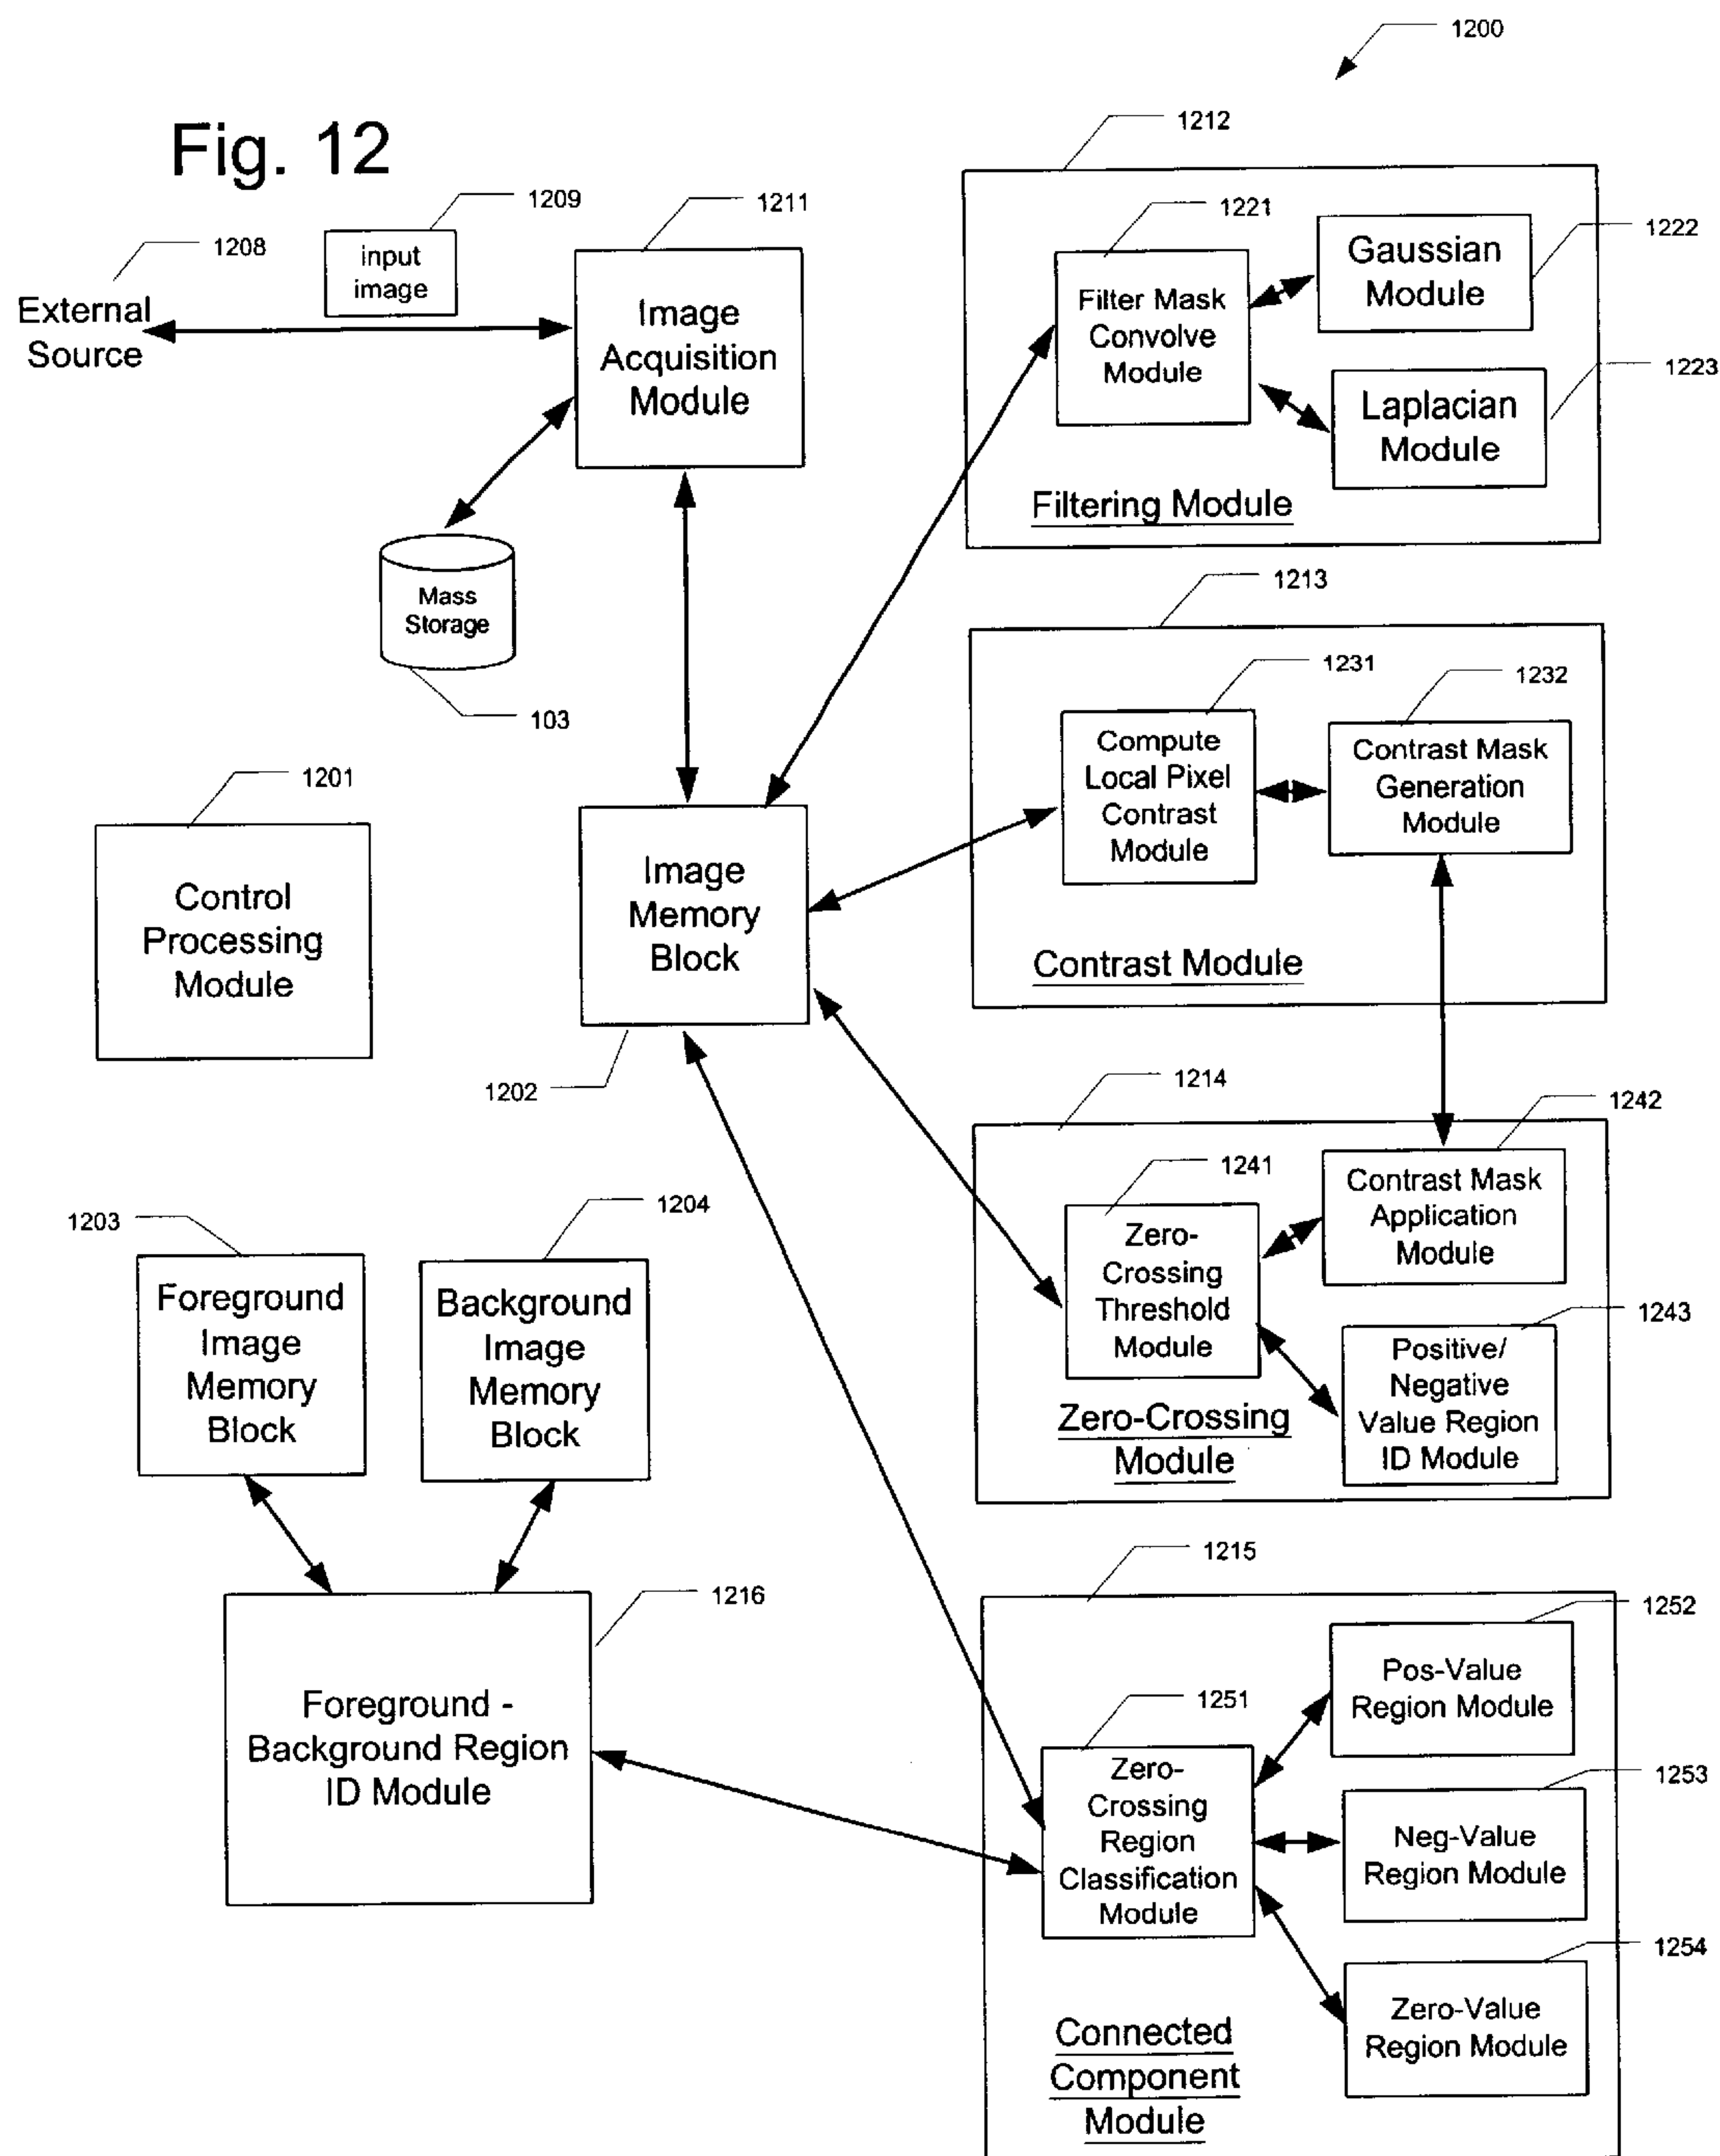 1200
Fig. 12
1212
1209
1211
1221
1222
1208
input
image
External
Source
Image
Acquisition
Module
Filter Mask
Convolve
Module
Gaussian
Module
1223
Laplacian
Module
Filtering Module
Mass
Storage
103
1213
1231
1232
Compute
Local Pixel
Contrast
Module
Contrast Mask
Generation
Module
Contrast Module
1201
Control
Processing
Module
Image
Memory
Block
1202
1214
1242
1241
Contrast Mask
Application
Module
Zero-
Crossing
Threshold
Module
1243
Positive/
Negative
Value Region
ID Module
Zero-Crossing
Module
1203
1204
Foreground
Image
Memory
Block
Background
Image
Memory
Block
1216
Foreground -
Background Region
ID Module
1215
1252
Pos-Value
Region Module
1251
Zero-
Crossing
Region
Classification
Module
1253
Neg-Value
Region Module
1254
Zero-Value
Region Module
Connected
Component
Module